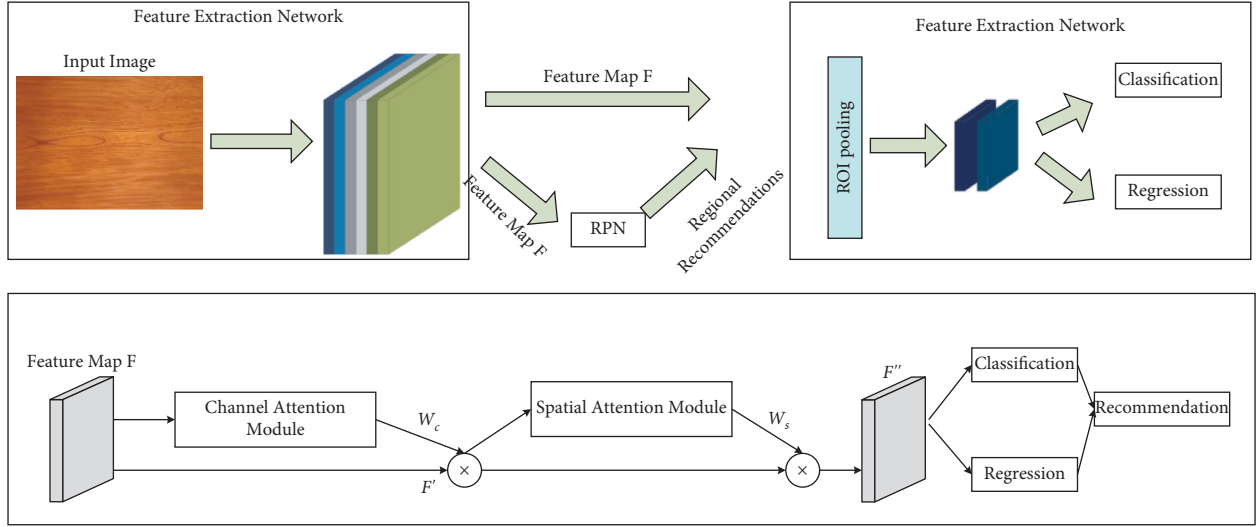 Feature Extraction Network
Input Image
Feature Map F
Feature Map F
RPN
Regional
Recommendations
Feature Extraction Network
ROI pooling
Classification
Regression
Feature Map F
Channel Attention
Module
W_c
F′
×
Spatial Attention Module
W_s
×
F″
Classification
Regression
Recommendation